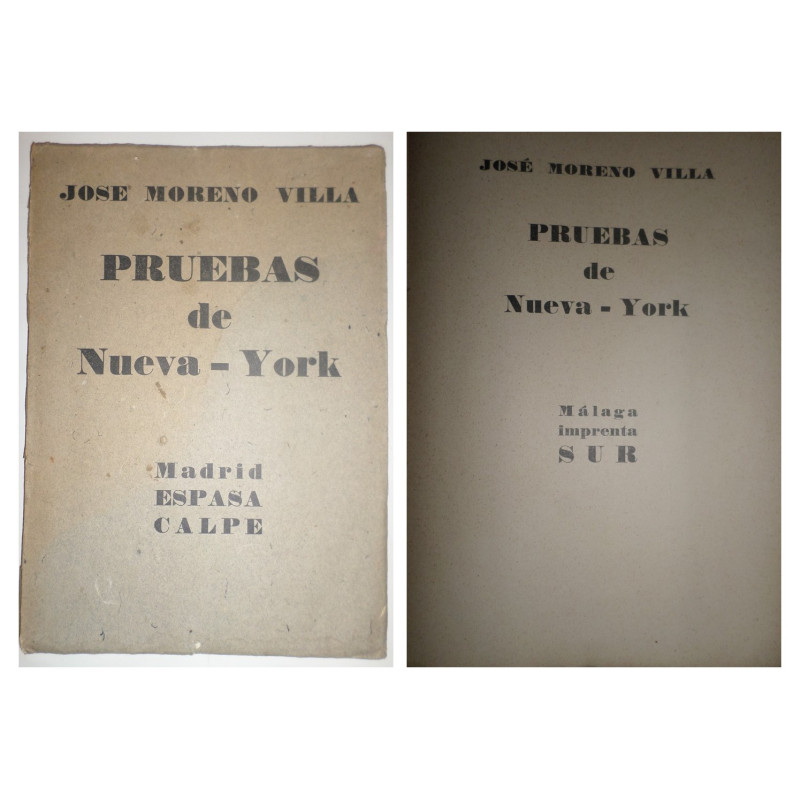 JOSE MORENO VILLA
PRUEBAS
de
Nueva - York
Madrid
ESPASA
CALPE
JOSÉ MORENO VILLA
PRUEBAS
de
Nueva - York
Málaga
imprenta
SUR